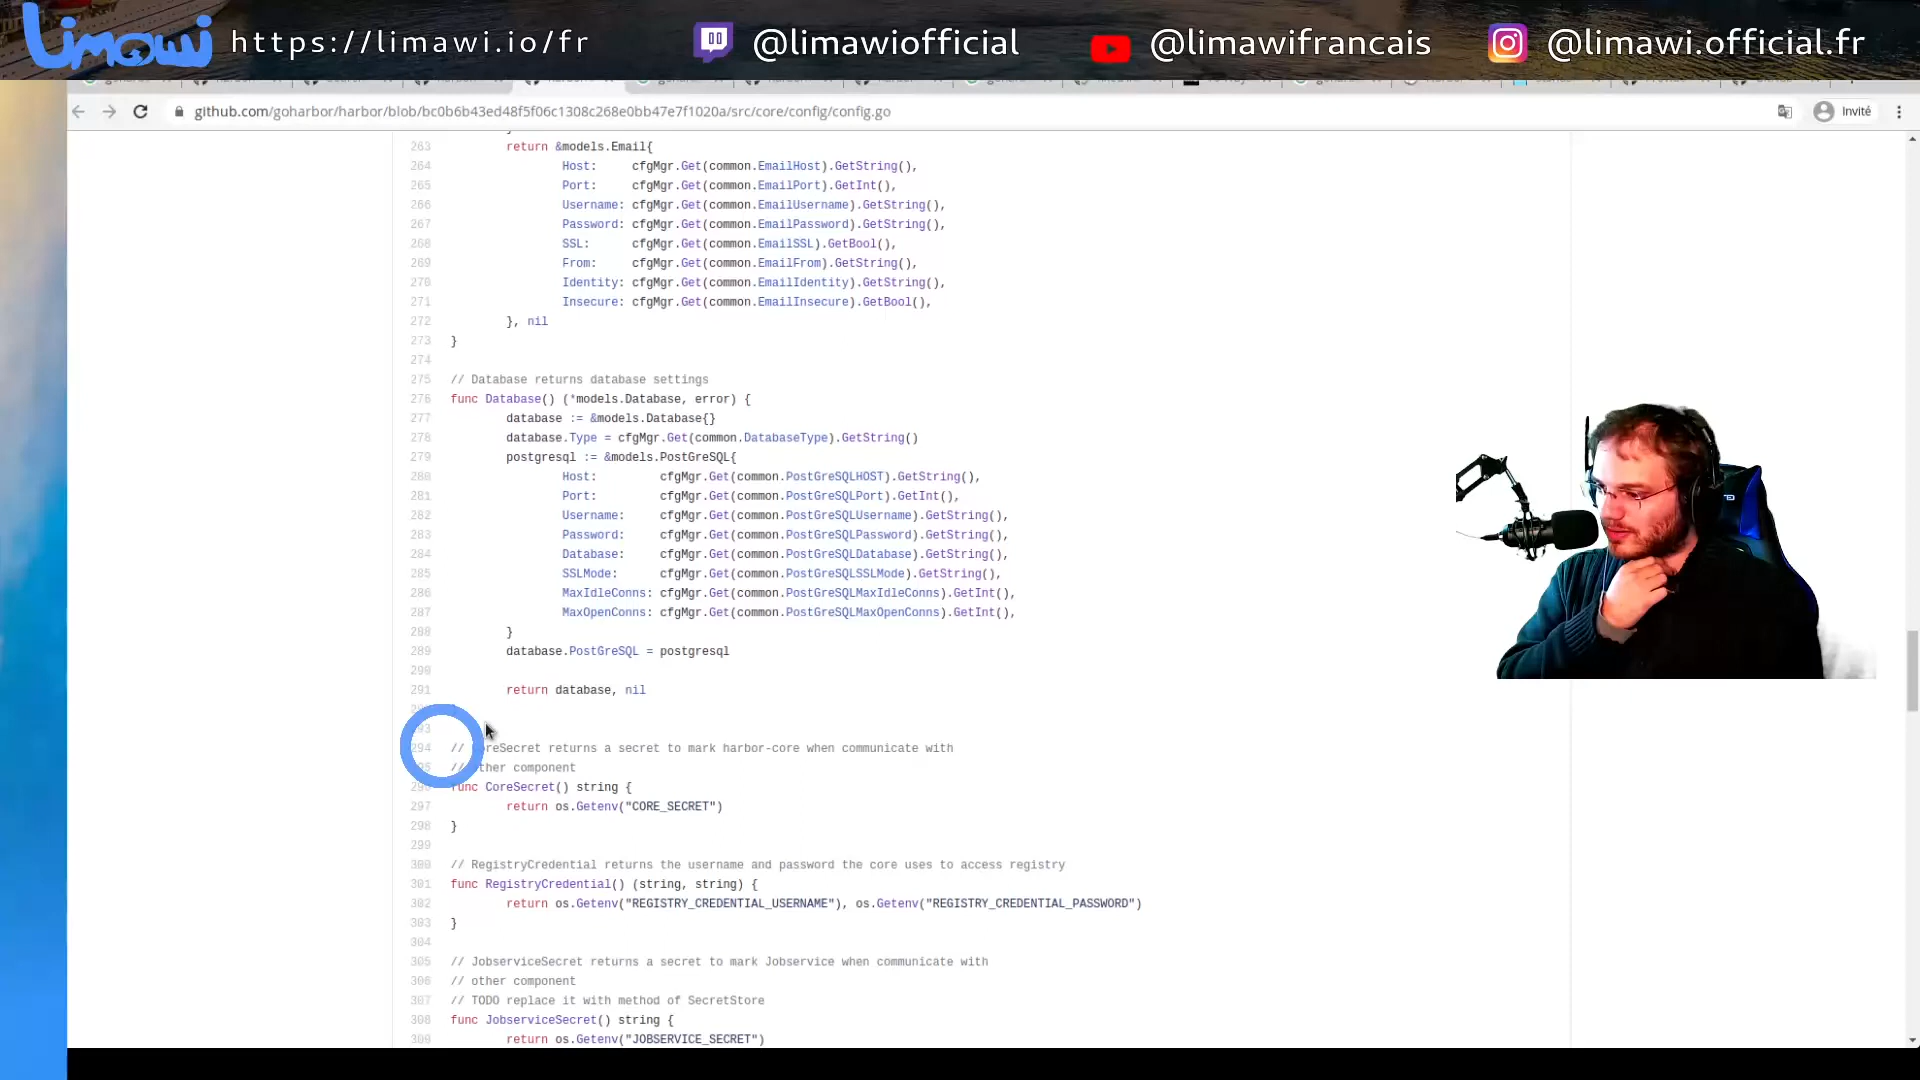 Limawi https://limawi.io/fr @limawiofficial @limawifrancais @limawi.official.fr
github.com/goharbor/harbor/blob/bc0b6b43ed48f5f06c1308c268e0bb47e7f1020a/src/core/config/config.go Invité
263 return &models.Email{
264 Host: cfgMgr.Get(common.EmailHost).GetString(),
265 Port: cfgMgr.Get(common.EmailPort).GetInt(),
266 Username: cfgMgr.Get(common.EmailUsername).GetString(),
267 Password: cfgMgr.Get(common.EmailPassword).GetString(),
268 SSL: cfgMgr.Get(common.EmailSSL).GetBool(),
269 From: cfgMgr.Get(common.EmailFrom).GetString(),
270 Identity: cfgMgr.Get(common.EmailIdentity).GetString(),
271 Insecure: cfgMgr.Get(common.EmailInsecure).GetBool(),
272 }, nil
273 }
274
275 // Database returns database settings
276 func Database() (*models.Database, error) {
277 database := &models.Database{}
278 database.Type = cfgMgr.Get(common.DatabaseType).GetString()
279 postgresql := &models.PostGreSQL{
280 Host: cfgMgr.Get(common.PostGreSQLHOST).GetString(),
281 Port: cfgMgr.Get(common.PostGreSQLPort).GetInt(),
282 Username: cfgMgr.Get(common.PostGreSQLUsername).GetString(),
283 Password: cfgMgr.Get(common.PostGreSQLPassword).GetString(),
284 Database: cfgMgr.Get(common.PostGreSQLDatabase).GetString(),
285 SSLMode: cfgMgr.Get(common.PostGreSQLSSLMode).GetString(),
286 MaxIdleConns: cfgMgr.Get(common.PostGreSQLMaxIdleConns).GetInt(),
287 MaxOpenConns: cfgMgr.Get(common.PostGreSQLMaxOpenConns).GetInt(),
288 }
289 database.PostGreSQL = postgresql
290
291 return database, nil
293
294 // CoreSecret returns a secret to mark harbor-core when communicate with
// other component
func CoreSecret() string {
297 return os.Getenv("CORE_SECRET")
298 }
299
300 // RegistryCredential returns the username and password the core uses to access registry
301 func RegistryCredential() (string, string) {
302 return os.Getenv("REGISTRY_CREDENTIAL_USERNAME"), os.Getenv("REGISTRY_CREDENTIAL_PASSWORD")
303 }
304
305 // JobserviceSecret returns a secret to mark Jobservice when communicate with
306 // other component
307 // TODO replace it with method of SecretStore
308 func JobserviceSecret() string {
309 return os.Getenv("JOBSERVICE_SECRET")